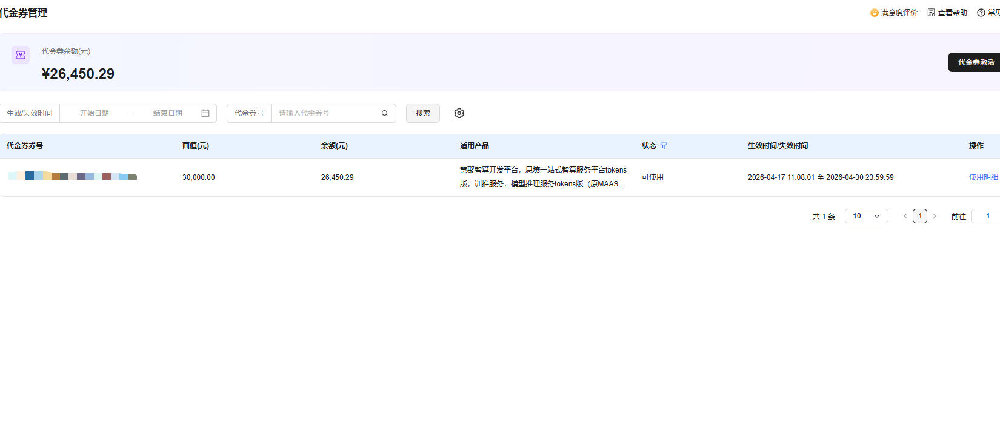 代金券管理
满意度评价 查看帮助
代金券余额(元)
¥26,450.29
代金券激活
生效/失效时间 开始日期 - 结束日期 代金券号 请输入代金券号 搜索
代金券券号 面值(元) 余额(元) 适用产品 状态 生效时间/失效时间 操作
30,000.00 26,450.29 慧聚智算开发平台，息壤一站式智算服务平台tokens
版，训推服务，模型推理服务tokens版（原MAAS… 可使用 2026-04-17 11:08:01 至 2026-04-30 23:59:59 使用明细
共 1 条 10 1 前往 1